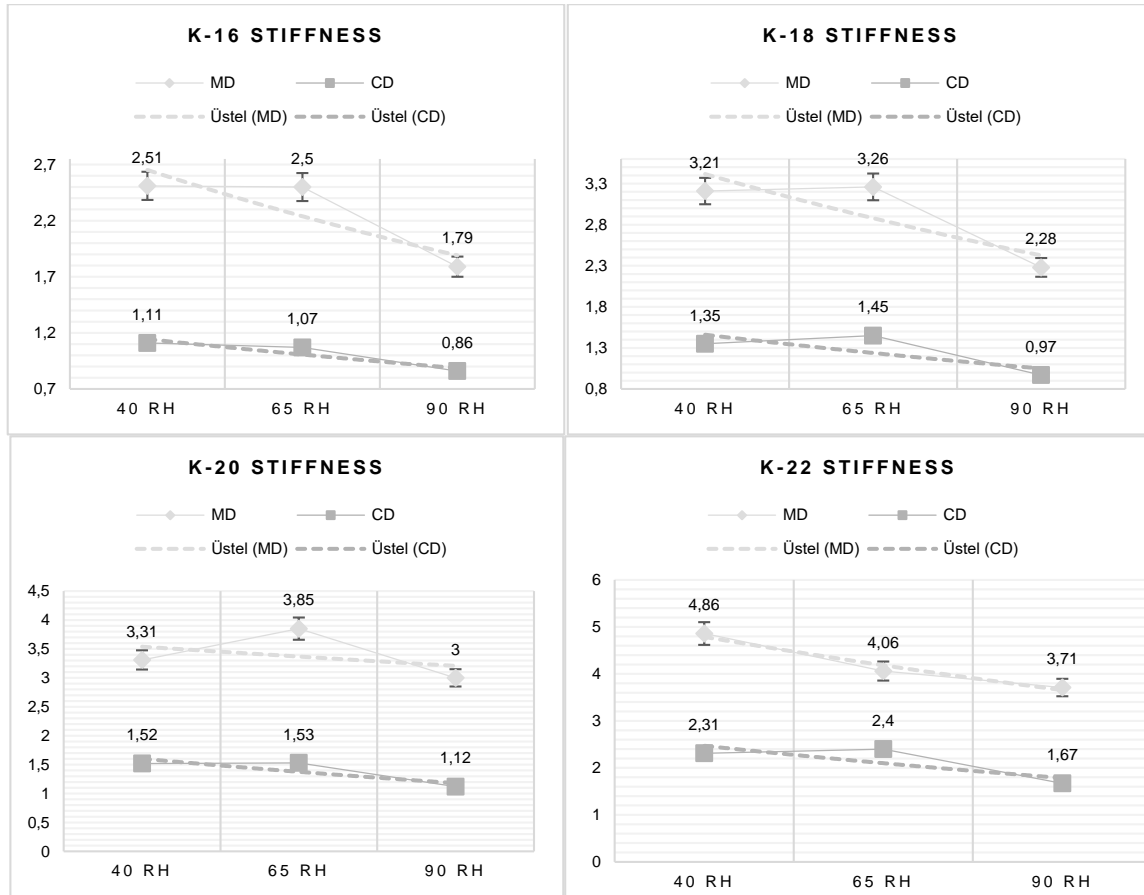 K-16 STIFFNESS
MD CD
Üstel (MD) Üstel (CD)
2,7
2,2
1,7
1,2
0,7
2,51 2,5 1,79
1,11 1,07 0,86
40 RH 65 RH 90 RH
K-18 STIFFNESS
MD CD
Üstel (MD) Üstel (CD)
3,3
2,8
2,3
1,8
1,3
0,8
3,21 3,26 2,28
1,35 1,45 0,97
40 RH 65 RH 90 RH
K-20 STIFFNESS
MD CD
Üstel (MD) Üstel (CD)
4,5
4
3,5
3
2,5
2
1,5
1
0,5
0
3,31 3,85 3
1,52 1,53 1,12
40 RH 65 RH 90 RH
K-22 STIFFNESS
MD CD
Üstel (MD) Üstel (CD)
6
5
4
3
2
1
0
4,86 4,06 3,71
2,31 2,4 1,67
40 RH 65 RH 90 RH